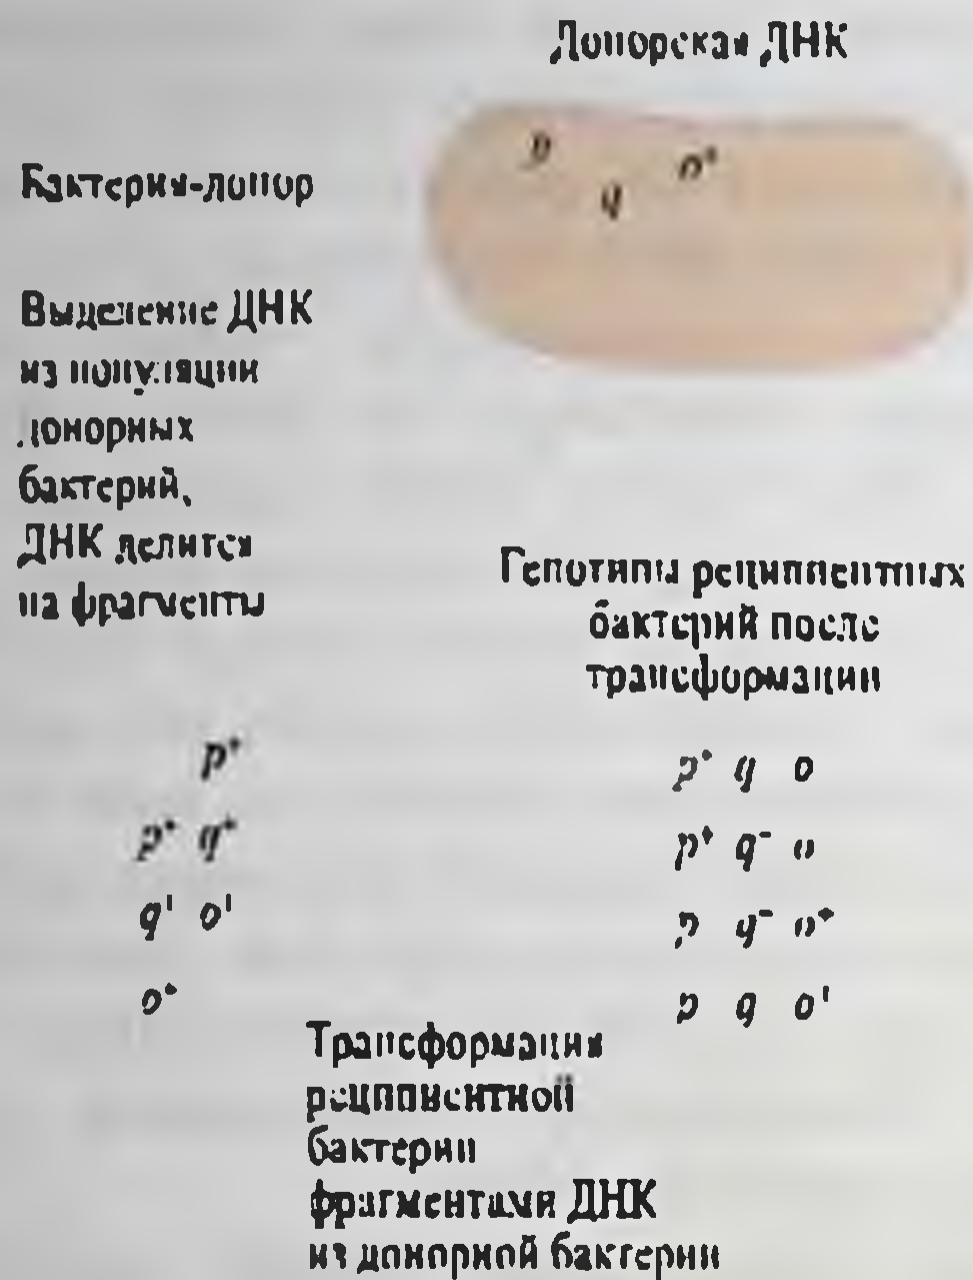 Донорская ДНК
p
q
o⁺
Бактерия-донор
Выделение ДНК
из популяции
донорных
бактерий,
ДНК делится
на фрагменты
Генотипы реципиентных
бактерий после
трансформации
p⁺
p⁺ q⁺
q⁺ o⁺
o⁺
p⁺ q o
p⁺ q⁻ o
p q⁻ o⁺
p q o⁺
Трансформация
реципиентной
бактерии
фрагментами ДНК
из донорной бактерии